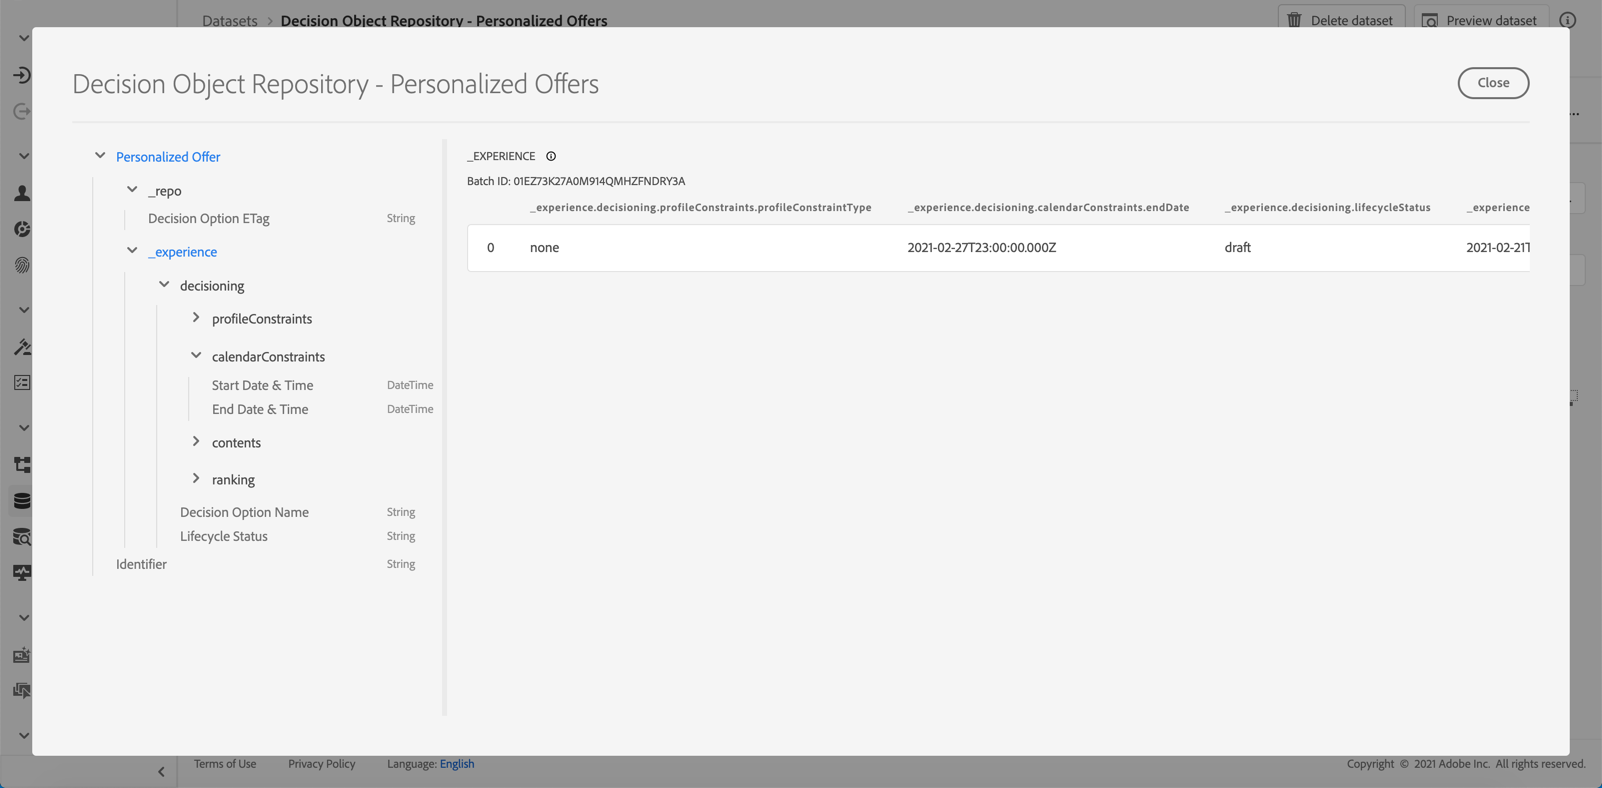 Datasets > Decision Object Repository - Personalized Offers
Delete dataset
Preview dataset
Decision Object Repository - Personalized Offers
Close
Personalized Offer
_repo
Decision Option ETag String
_experience
decisioning
profileConstraints
calendarConstraints
Start Date & Time DateTime
End Date & Time DateTime
contents
ranking
Decision Option Name String
Lifecycle Status String
Identifier String
_EXPERIENCE
Batch ID: 01EZ73K27A0M914QMHZFNDRY3A
_experience.decisioning.profileConstraints.profileConstraintType _experience.decisioning.calendarConstraints.endDate _experience.decisioning.lifecycleStatus _experience
0 none 2021-02-27T23:00:00.000Z draft 2021-02-21T
Terms of Use Privacy Policy Language: English
Copyright © 2021 Adobe Inc. All rights reserved.